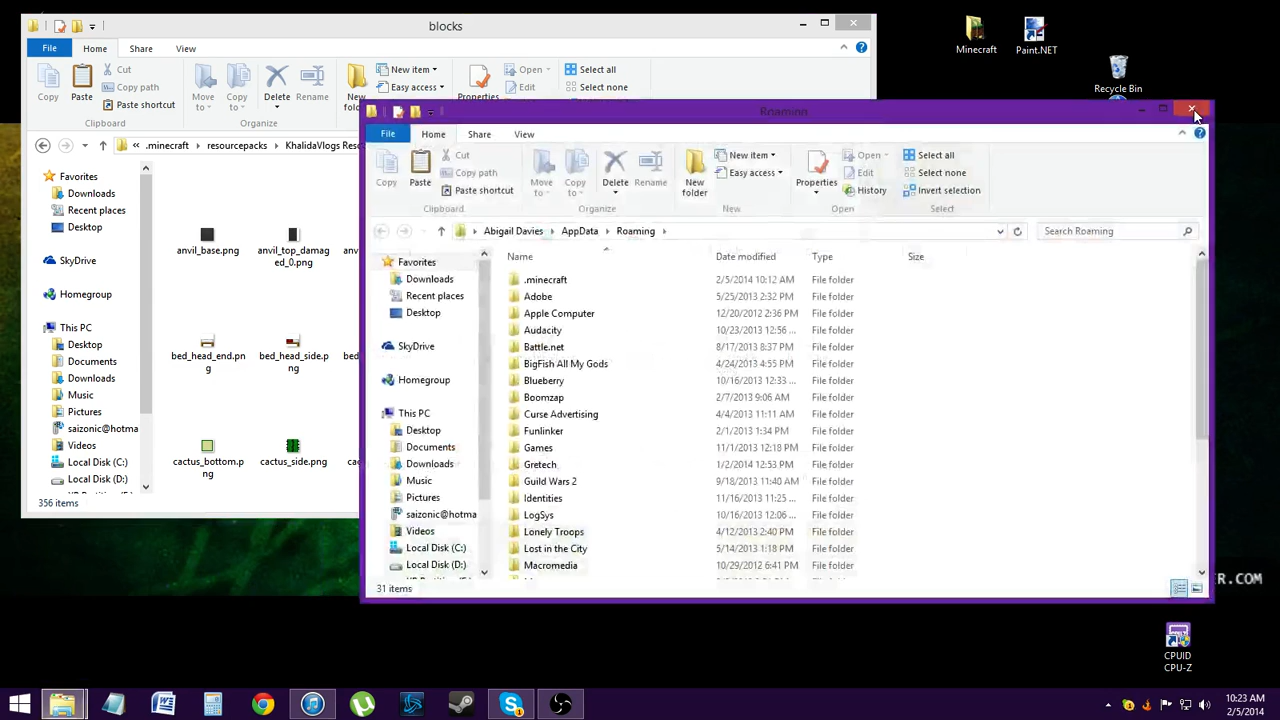 blocks
File Home Share View
Copy Paste Cut Copy path Paste shortcut Move to Copy to Delete Rename New item Easy access Properties Open Edit Select all Select none
Clipboard Organize
.minecraft resourcepacks
Favorites
Downloads
Recent places
Desktop
SkyDrive
Homegroup
This PC
Desktop
Documents
Downloads
Music
Pictures
saizonic@hotma
Videos
Local Disk (C:)
Local Disk (D:)
356 items
anvil_base.png
anvil_top_damaged_0.png
bed_head_end.png
bed_head_side.png
cactus_bottom.png
cactus_side.png
Roaming
File Home Share View
Copy Paste Cut Copy path Paste shortcut Move to Copy to Delete Rename New folder New item Easy access Properties Open Edit History Select all Select none Invert selection
Clipboard Organize New Open Select
Abigail Davies AppData Roaming Search Roaming
Favorites
Downloads
Recent places
Desktop
SkyDrive
Homegroup
This PC
Desktop
Documents
Downloads
Music
Pictures
saizonic@hotma
Videos
Local Disk (C:)
Local Disk (D:)
31 items
Name Date modified Type Size
.minecraft 2/5/2014 10:12 AM File folder
Adobe 5/25/2013 2:32 PM File folder
Apple Computer 12/20/2012 2:36 PM File folder
Audacity 10/23/2013 12:56 ... File folder
Battle.net 8/17/2013 8:37 PM File folder
BigFish All My Gods 4/24/2013 4:55 PM File folder
Blueberry 10/16/2013 12:33 ... File folder
Boomzap 2/7/2013 9:06 AM File folder
Curse Advertising 4/4/2013 11:11 AM File folder
Funlinker 2/1/2013 1:34 PM File folder
Games 11/1/2013 12:18 PM File folder
Gretech 1/2/2014 12:53 PM File folder
Guild Wars 2 9/18/2013 11:40 AM File folder
Identities 11/16/2013 11:25 ... File folder
LogSys 10/16/2013 12:06 ... File folder
Lonely Troops 4/12/2013 2:40 PM File folder
Lost in the City 5/14/2013 1:18 PM File folder
Macromedia 10/29/2012 6:41 PM File folder
Minecraft
Paint.NET
Recycle Bin
CPUID
CPU-Z
10:23 AM
2/5/2014